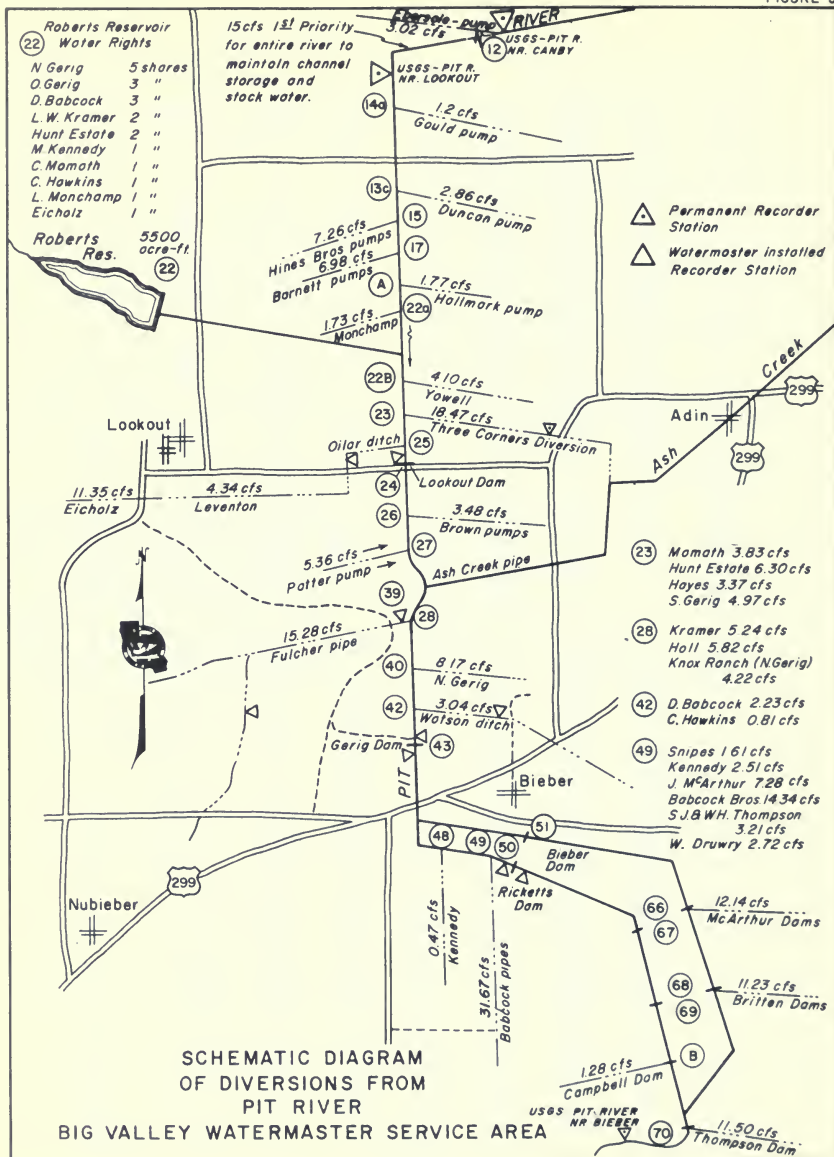 FIGURE
Roberts Reservoir
22 Water Rights
N Gerig 5 shares
O.Gerig 3 "
D.Babcock 3 "
L.W. Kramer 2 "
Hunt Estate 2 "
M.Kennedy 1 "
C.Momath 1 "
C.Hawkins 1 "
L.Monchamp 1 "
Eicholz 1 "
Roberts
Res.
5500
acre-ft.
22
15cfs 1st Priority
for entire river to
maintain channel
storage and
stock water.
Ebersole-pump
3.02 cfs
RIVER
12
USGS-PIT R.
NR. CANBY
USGS-PIT R.
NR. LOOKOUT
14a
1.2 cfs
Gould pump
13c
2.86 cfs
Duncan pump
15
7.26 cfs
Hines Bros pumps
17
6.98 cfs
Barnett pumps
A
1.77 cfs
Hallmark pump
22a
1.73 cfs
Monchamp
Permanent Recorder
Station
Watermaster installed
Recorder Station
22B
4.10 cfs
Yowell
23
18.47 cfs
Three Corners Diversion
Creek
Ash
299
Adin
299
Lookout
Oilar ditch
25
24
Lookout Dam
11.35 cfs
Eicholz
4.34 cfs
Leventon
26
3.48 cfs
Brown pumps
5.36 cfs
Potter pump
27
Ash Creek pipe
39
28
N
15.28 cfs
Fulcher pipe
40
8.17 cfs
N. Gerig
42
3.04 cfs
Watson ditch
Gerig Dam
43
PIT
23 Momath 3.83 cfs
Hunt Estate 6.30 cfs
Hayes 3.37 cfs
S.Gerig 4.97 cfs
28 Kramer 5.24 cfs
Holl 5.82 cfs
Knox Ranch (N.Gerig)
4.22 cfs
42 D.Babcock 2.23 cfs
C.Hawkins 0.81 cfs
49 Snipes 1.61 cfs
Kennedy 2.51 cfs
J. McArthur 7.28 cfs
Babcock Bros. 14.34 cfs
S.J.& W.H. Thompson
3.21 cfs
W. Druwry 2.72 cfs
Bieber
48
49
50
51
Bieber
Dam
Ricketts
Dam
299
Nubieber
0.47 cfs
Kennedy
31.67 cfs
Babcock pipes
66
67
12.14 cfs
McArthur Dams
68
69
11.23 cfs
Britten Dams
B
1.28 cfs
Campbell Dam
USGS PIT RIVER
NR BIEBER
70
11.50 cfs
Thompson Dam
SCHEMATIC DIAGRAM
OF DIVERSIONS FROM
PIT RIVER
BIG VALLEY WATERMASTER SERVICE AREA